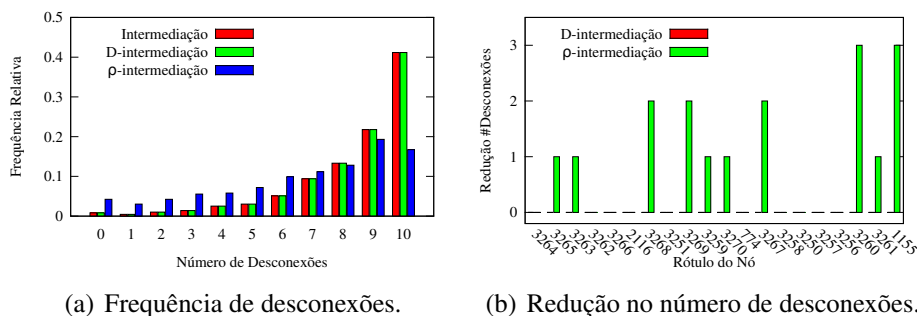 0.5
0.4
0.3
0.2
0.1
0
Frequência Relativa
Intermediação
D-intermediação
ρ-intermediação
0 1 2 3 4 5 6 7 8 9 10
Número de Desconexões
(a) Frequência de desconexões.
3
2
1
0
Redução #Desconexões
D-intermediação
ρ-intermediação
3264 3265 3263 3262 3266 2116 3268 3251 3269 3259 3270 774 3267 3258 3250 3257 3256 3260 3261 1155
Rótulo do Nó
(b) Redução no número de desconexões.